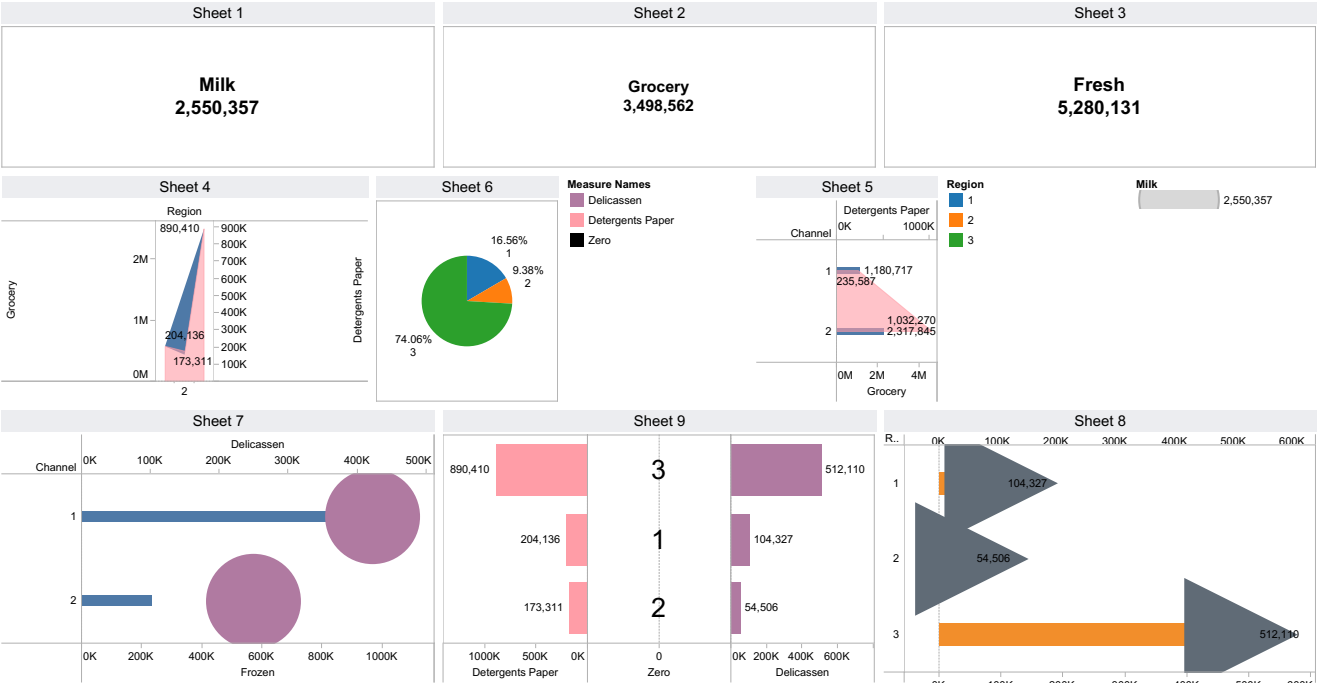 Sheet 1
Sheet 2
Sheet 3
Milk
2,550,357
Grocery
3,498,562
Fresh
5,280,131
Sheet 4
Region
890,410
204,136
173,311
Grocery
2M
1M
0M
900K
800K
700K
600K
500K
400K
300K
200K
100K
Detergents Paper
2
Sheet 6
16.56%
1
9.38%
2
74.06%
3
Measure Names
Delicassen
Detergents Paper
Zero
Sheet 5
Detergents Paper
0K 1000K
Channel
1
1,180,717
235,587
1,032,270
2
2,317,845
0M 2M 4M
Grocery
Region
1
2
3
Milk
2,550,357
Sheet 7
Delicassen
Channel
0K 100K 200K 300K 400K 500K
1
2
0K 200K 400K 600K 800K 1000K
Frozen
Sheet 9
890,410 3 512,110
204,136 1 104,327
173,311 2 54,506
1000K 500K 0K 0 0K 200K 400K 600K
Detergents Paper Zero Delicassen
Sheet 8
R.. 0K 100K 200K 300K 400K 500K 600K
1 104,327
2 54,506
3 512,110
0K 100K 200K 300K 400K 500K 600K